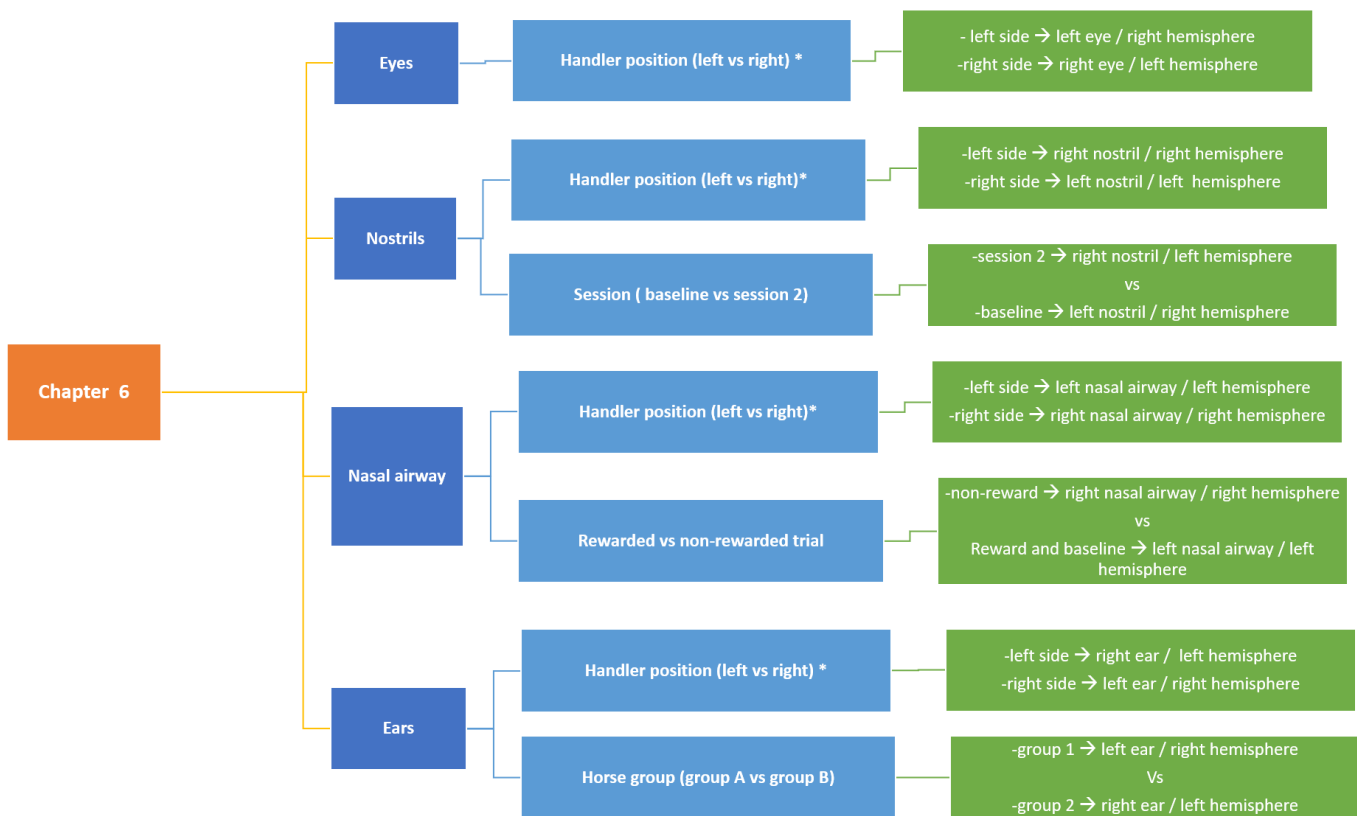 Chapter 6
Eyes
Handler position (left vs right) *
- left side → left eye / right hemisphere
-right side → right eye / left hemisphere
Nostrils
Handler position (left vs right)*
-left side → right nostril / right hemisphere
-right side → left nostril / left hemisphere
Session ( baseline vs session 2)
-session 2 → right nostril / left hemisphere
vs
-baseline → left nostril / right hemisphere
Nasal airway
Handler position (left vs right)*
-left side → left nasal airway / left hemisphere
-right side → right nasal airway / right hemisphere
Rewarded vs non-rewarded trial
-non-reward → right nasal airway / right hemisphere
vs
Reward and baseline → left nasal airway / left
hemisphere
Ears
Handler position (left vs right) *
-left side → right ear / left hemisphere
-right side → left ear / right hemisphere
Horse group (group A vs group B)
-group 1 → left ear / right hemisphere
Vs
-group 2 → right ear / left hemisphere